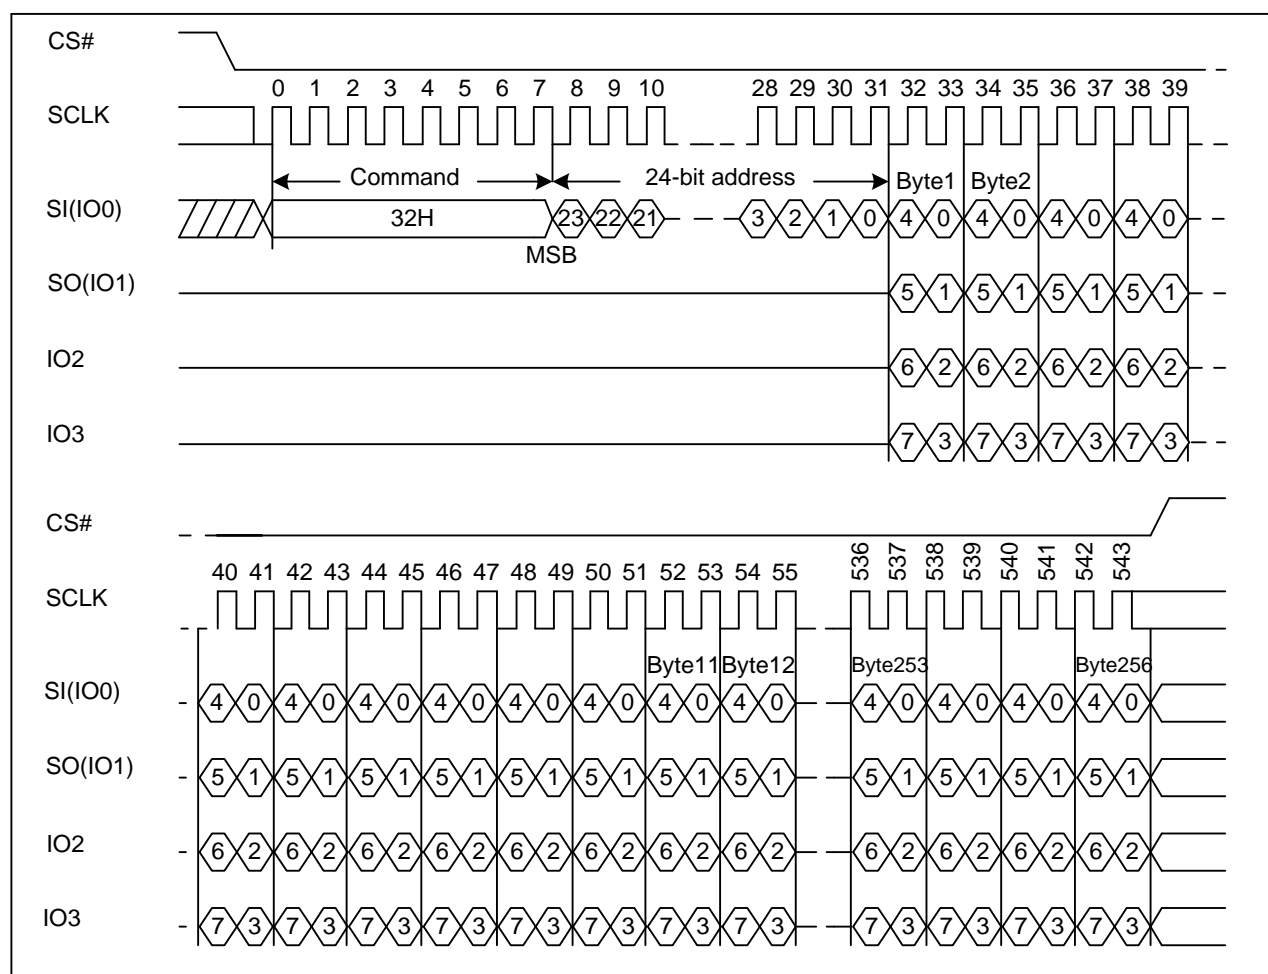 CS#
0 1 2 3 4 5 6 7 8 9 10 28 29 30 31 32 33 34 35 36 37 38 39
SCLK
Command 24-bit address Byte1 Byte2
SI(IO0) 32H 23 22 21 3 2 1 0 4 0 4 0 4 0 4 0
MSB
SO(IO1) 5 1 5 1 5 1 5 1
IO2 6 2 6 2 6 2 6 2
IO3 7 3 7 3 7 3 7 3
CS#
40 41 42 43 44 45 46 47 48 49 50 51 52 53 54 55 536 537 538 539 540 541 542 543
SCLK
Byte11 Byte12 Byte253 Byte256
SI(IO0) 4 0 4 0 4 0 4 0 4 0 4 0 4 0 4 0 4 0 4 0 4 0 4 0
SO(IO1) 5 1 5 1 5 1 5 1 5 1 5 1 5 1 5 1 5 1 5 1 5 1 5 1
IO2 6 2 6 2 6 2 6 2 6 2 6 2 6 2 6 2 6 2 6 2 6 2 6 2
IO3 7 3 7 3 7 3 7 3 7 3 7 3 7 3 7 3 7 3 7 3 7 3 7 3